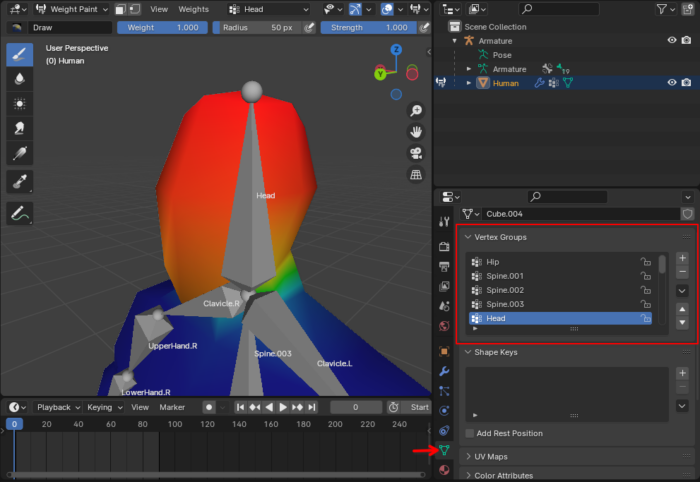 Weight Paint
View
Weights
Head
Draw
Weight 1.000
Radius 50 px
Strength 1.000
User Perspective
(0) Human
Z
Y
Head
Clavicle.R
UpperHand.R
Spine.003
Clavicle.L
LowerHand.R
Playback
Keying
View
Marker
0
Start
0
20
40
60
80
100
120
140
160
180
200
220
240
Scene Collection
Armature
Pose
Armature
19
Human
Cube.004
Vertex Groups
Hip
Spine.001
Spine.002
Spine.003
Head
Shape Keys
Add Rest Position
UV Maps
Color Attributes